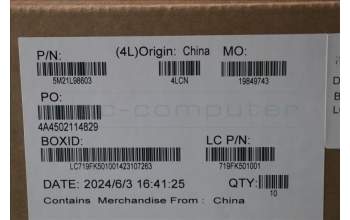 P/N: (4L)Origin: China MO:
5M21L98603 4LCN 19849743
PO:
4A4502114829
BOXID: LC P/N:
LC719FK501001423107263 719FK501001
DATE: 2024/6/3 16:41:25 QTY:
10
Contains Merchandise From : China